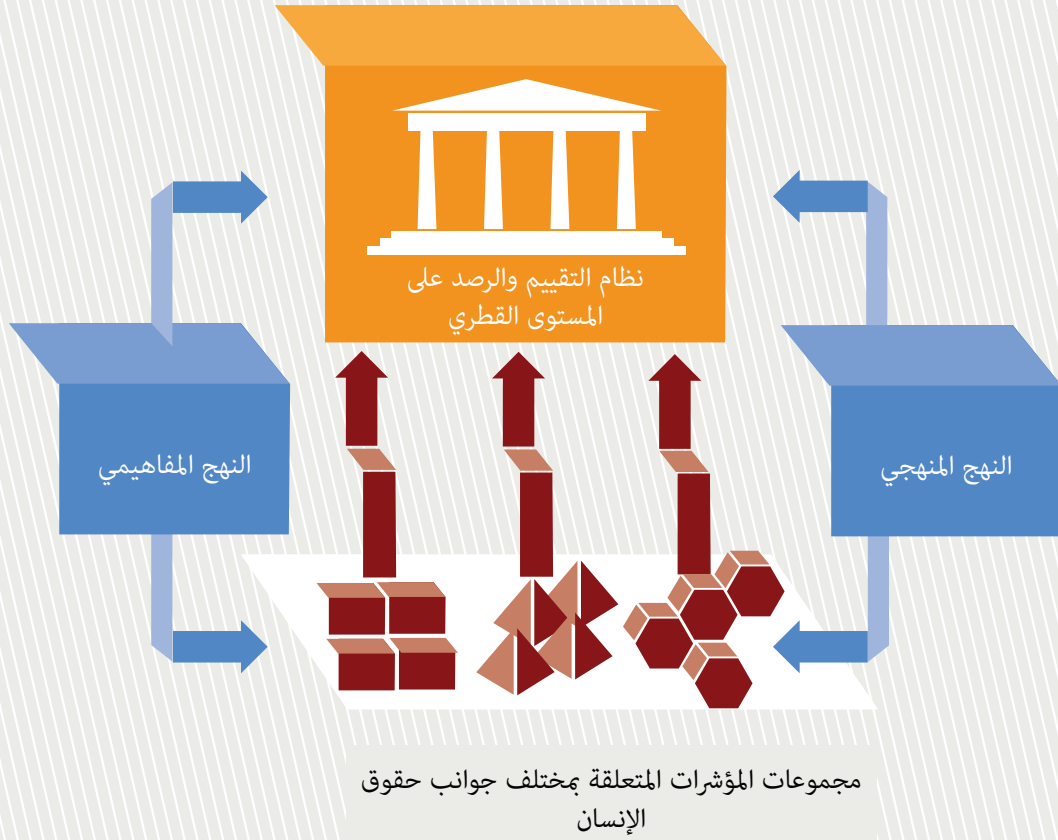 نظام التقييم والرصد على
المستوى القطري
النهج المنهجي
النهج المفاهيمي
مجموعات المؤشرات المتعلقة بمختلف جوانب حقوق
الإنسان